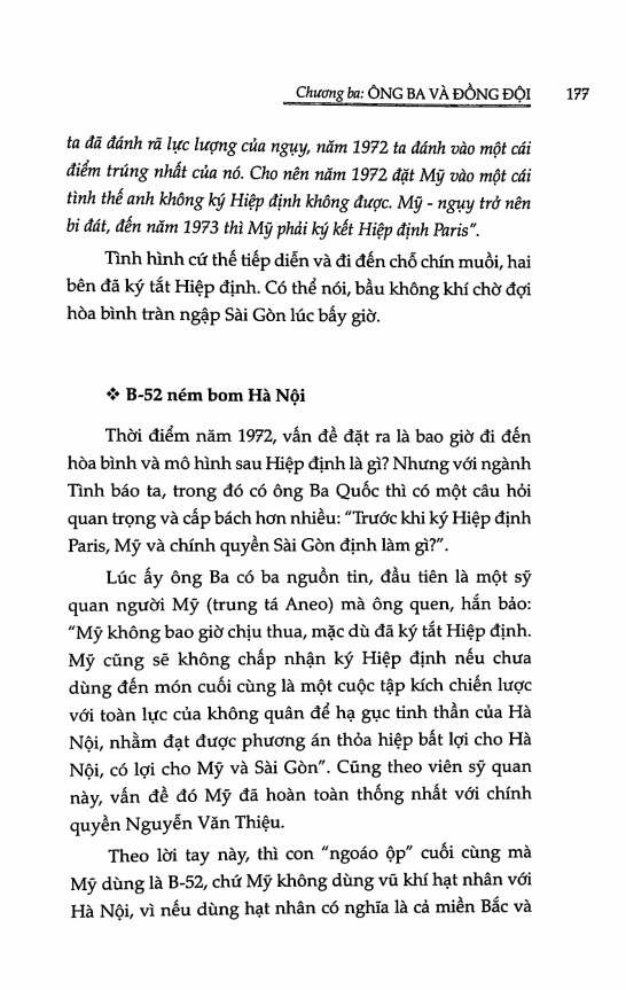 Chương ba: ÔNG BA VÀ ĐỒNG ĐỘI 177
ta đã đánh rã lực lượng của ngụy, năm 1972 ta đánh vào một cái
điểm trúng nhất của nó. Cho nên năm 1972 đặt Mỹ vào một cái
tình thế anh không ký Hiệp định không được. Mỹ - ngụy trở nên
bi đát, đến năm 1973 thì Mỹ phải ký kết Hiệp định Paris".
Tình hình cứ thế tiếp diễn và đi đến chỗ chín muồi, hai
bên đã ký tắt Hiệp định. Có thể nói, bầu không khí chờ đợi
hòa bình tràn ngập Sài Gòn lúc bấy giờ.
❖ B-52 ném bom Hà Nội
Thời điểm năm 1972, vấn đề đặt ra là bao giờ đi đến
hòa bình và mô hình sau Hiệp định là gì? Nhưng với ngành
Tình báo ta, trong đó có ông Ba Quốc thì có một câu hỏi
quan trọng và cấp bách hơn nhiều: "Trước khi ký Hiệp định
Paris, Mỹ và chính quyền Sài Gòn định làm gì?".
Lúc ấy ông Ba có ba nguồn tin, đầu tiên là một sỹ
quan người Mỹ (trung tá Aneo) mà ông quen, hắn bảo:
"Mỹ không bao giờ chịu thua, mặc dù đã ký tắt Hiệp định.
Mỹ cũng sẽ không chấp nhận ký Hiệp định nếu chưa
dùng đến món cuối cùng là một cuộc tập kích chiến lược
với toàn lực của không quân để hạ gục tinh thần của Hà
Nội, nhằm đạt được phương án thỏa hiệp bất lợi cho Hà
Nội, có lợi cho Mỹ và Sài Gòn". Cũng theo viên sỹ quan
này, vấn đề đó Mỹ đã hoàn toàn thống nhất với chính
quyền Nguyễn Văn Thiệu.
Theo lời tay này, thì con "ngoáo ộp" cuối cùng mà
Mỹ dùng là B-52, chứ Mỹ không dùng vũ khí hạt nhân với
Hà Nội, vì nếu dùng hạt nhân có nghĩa là cả miền Bắc và